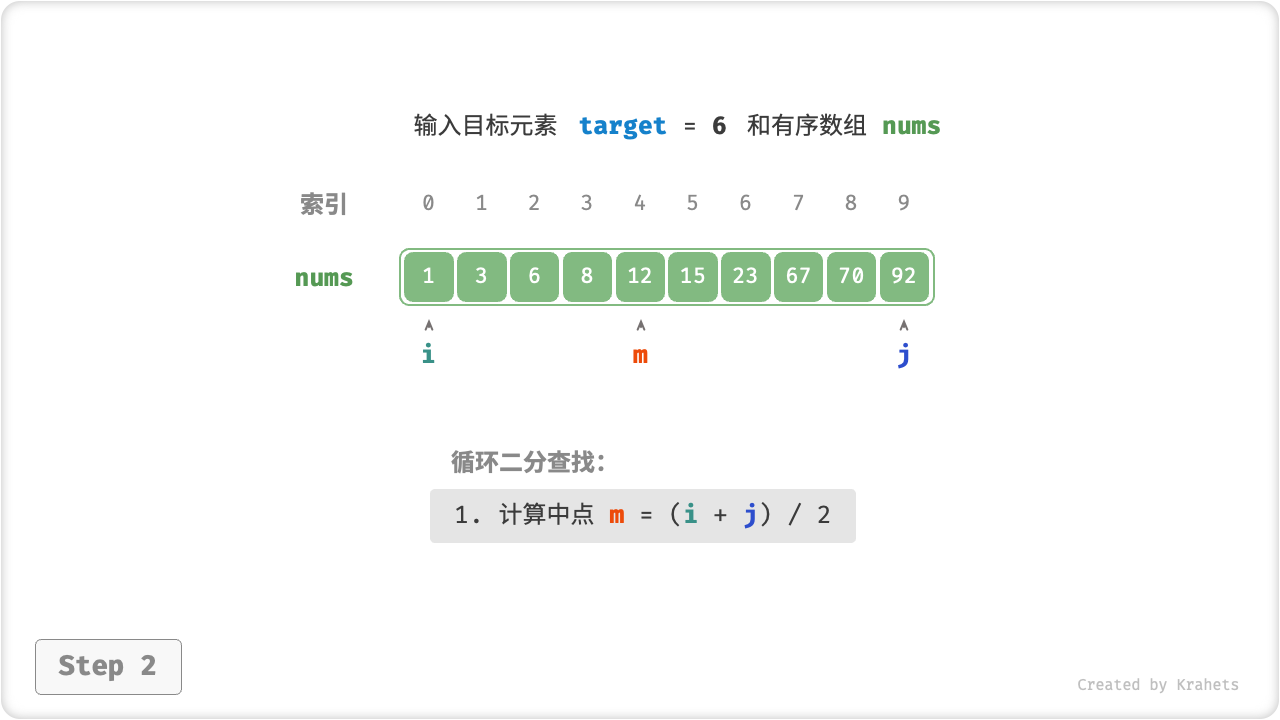 输入目标元素 target = 6 和有序数组 nums
索引 0 1 2 3 4 5 6 7 8 9
nums 1 3 6 8 12 15 23 67 70 92
i m j
循环二分查找:
1. 计算中点 m = (i + j) / 2
Step 2
Created by Krahets